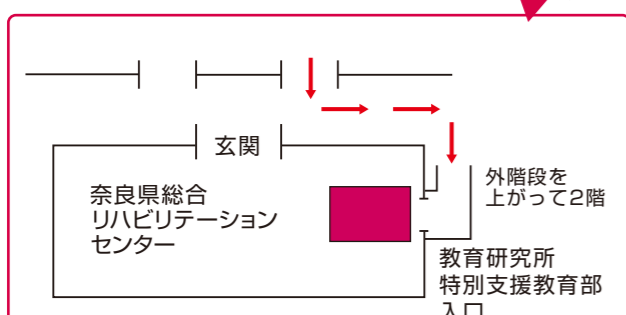 玄関
奈良県総合
リハビリテーション
センター
外階段を
上がって2階
教育研究所
特別支援教育部
入口